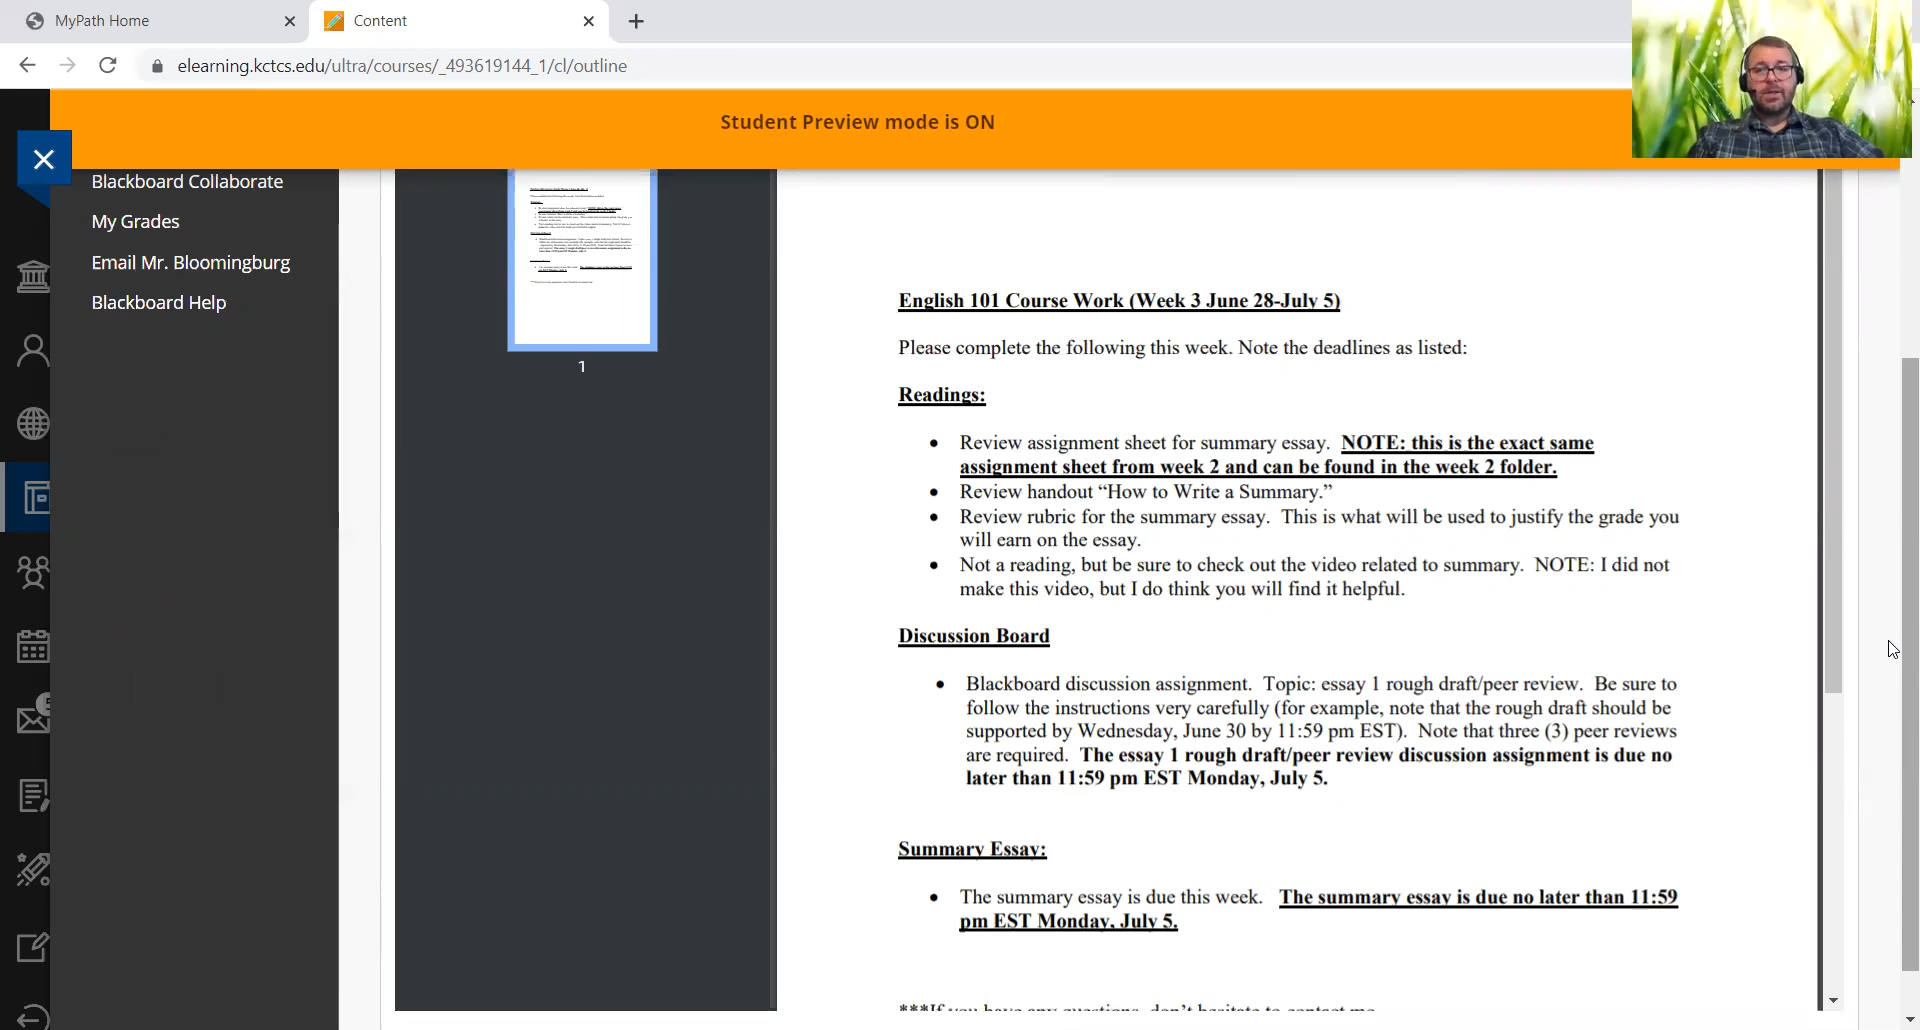 MyPath Home
Content
elearning.kctcs.edu/ultra/courses/_493619144_1/cl/outline
Student Preview mode is ON
Blackboard Collaborate
My Grades
Email Mr. Bloomingburg
Blackboard Help
1
English 101 Course Work (Week 3 June 28-July 5)
Please complete the following this week. Note the deadlines as listed:
Readings:
• Review assignment sheet for summary essay. NOTE: this is the exact same
assignment sheet from week 2 and can be found in the week 2 folder.
• Review handout “How to Write a Summary.”
• Review rubric for the summary essay. This is what will be used to justify the grade you
will earn on the essay.
• Not a reading, but be sure to check out the video related to summary. NOTE: I did not
make this video, but I do think you will find it helpful.
Discussion Board
• Blackboard discussion assignment. Topic: essay 1 rough draft/peer review. Be sure to
follow the instructions very carefully (for example, note that the rough draft should be
supported by Wednesday, June 30 by 11:59 pm EST). Note that three (3) peer reviews
are required. The essay 1 rough draft/peer review discussion assignment is due no
later than 11:59 pm EST Monday, July 5.
Summary Essay:
• The summary essay is due this week. The summary essay is due no later than 11:59
pm EST Monday, July 5.
***If you have any questions, don’t hesitate to contact me